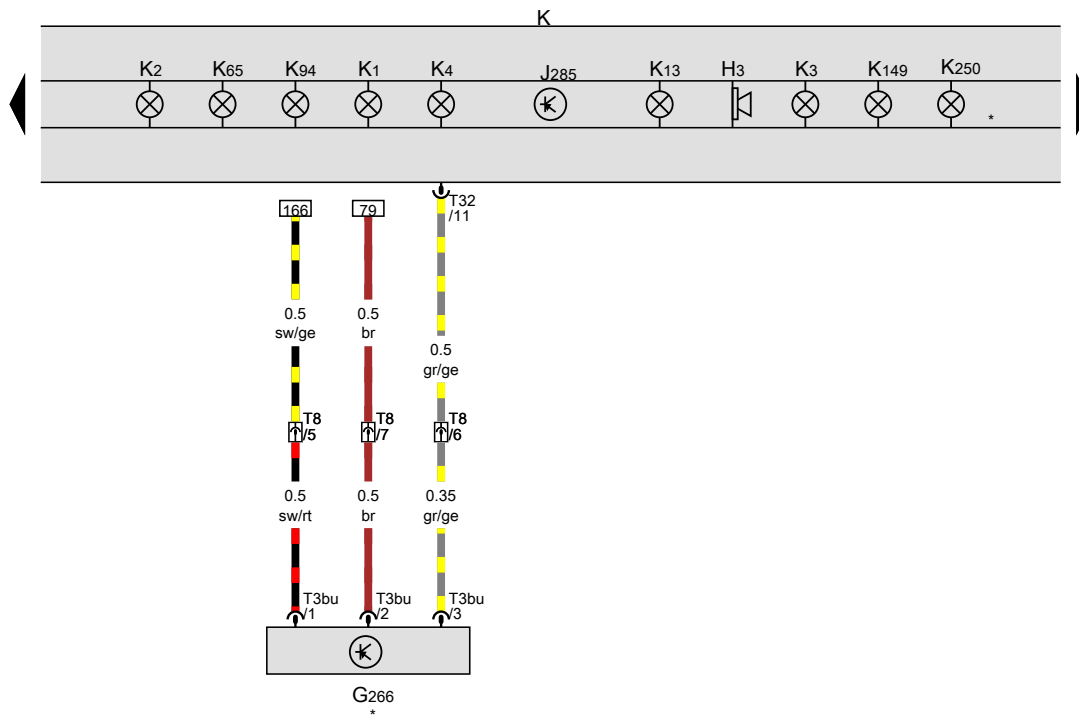 K
K2 K65 K94 K1 K4 J285 K13 H3 K3 K149 K250
*
T32
/11
166 79
0.5
sw/ge
0.5
br
0.5
gr/ge
T8
/5
T8
/7
T8
/6
0.5
sw/rt
0.5
br
0.35
gr/ge
T3bu
/1
T3bu
/2
T3bu
/3
G266
*